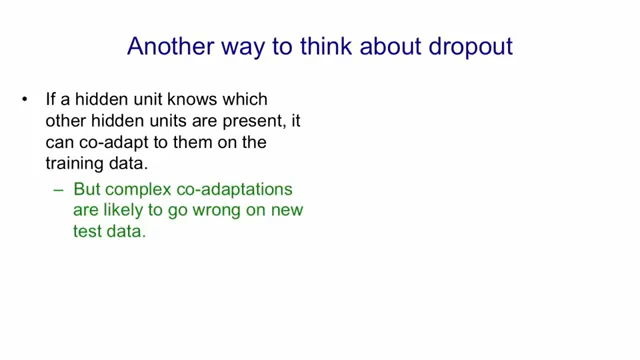 Another way to think about dropout
• If a hidden unit knows which
other hidden units are present, it
can co-adapt to them on the
training data.
– But complex co-adaptations
are likely to go wrong on new
test data.